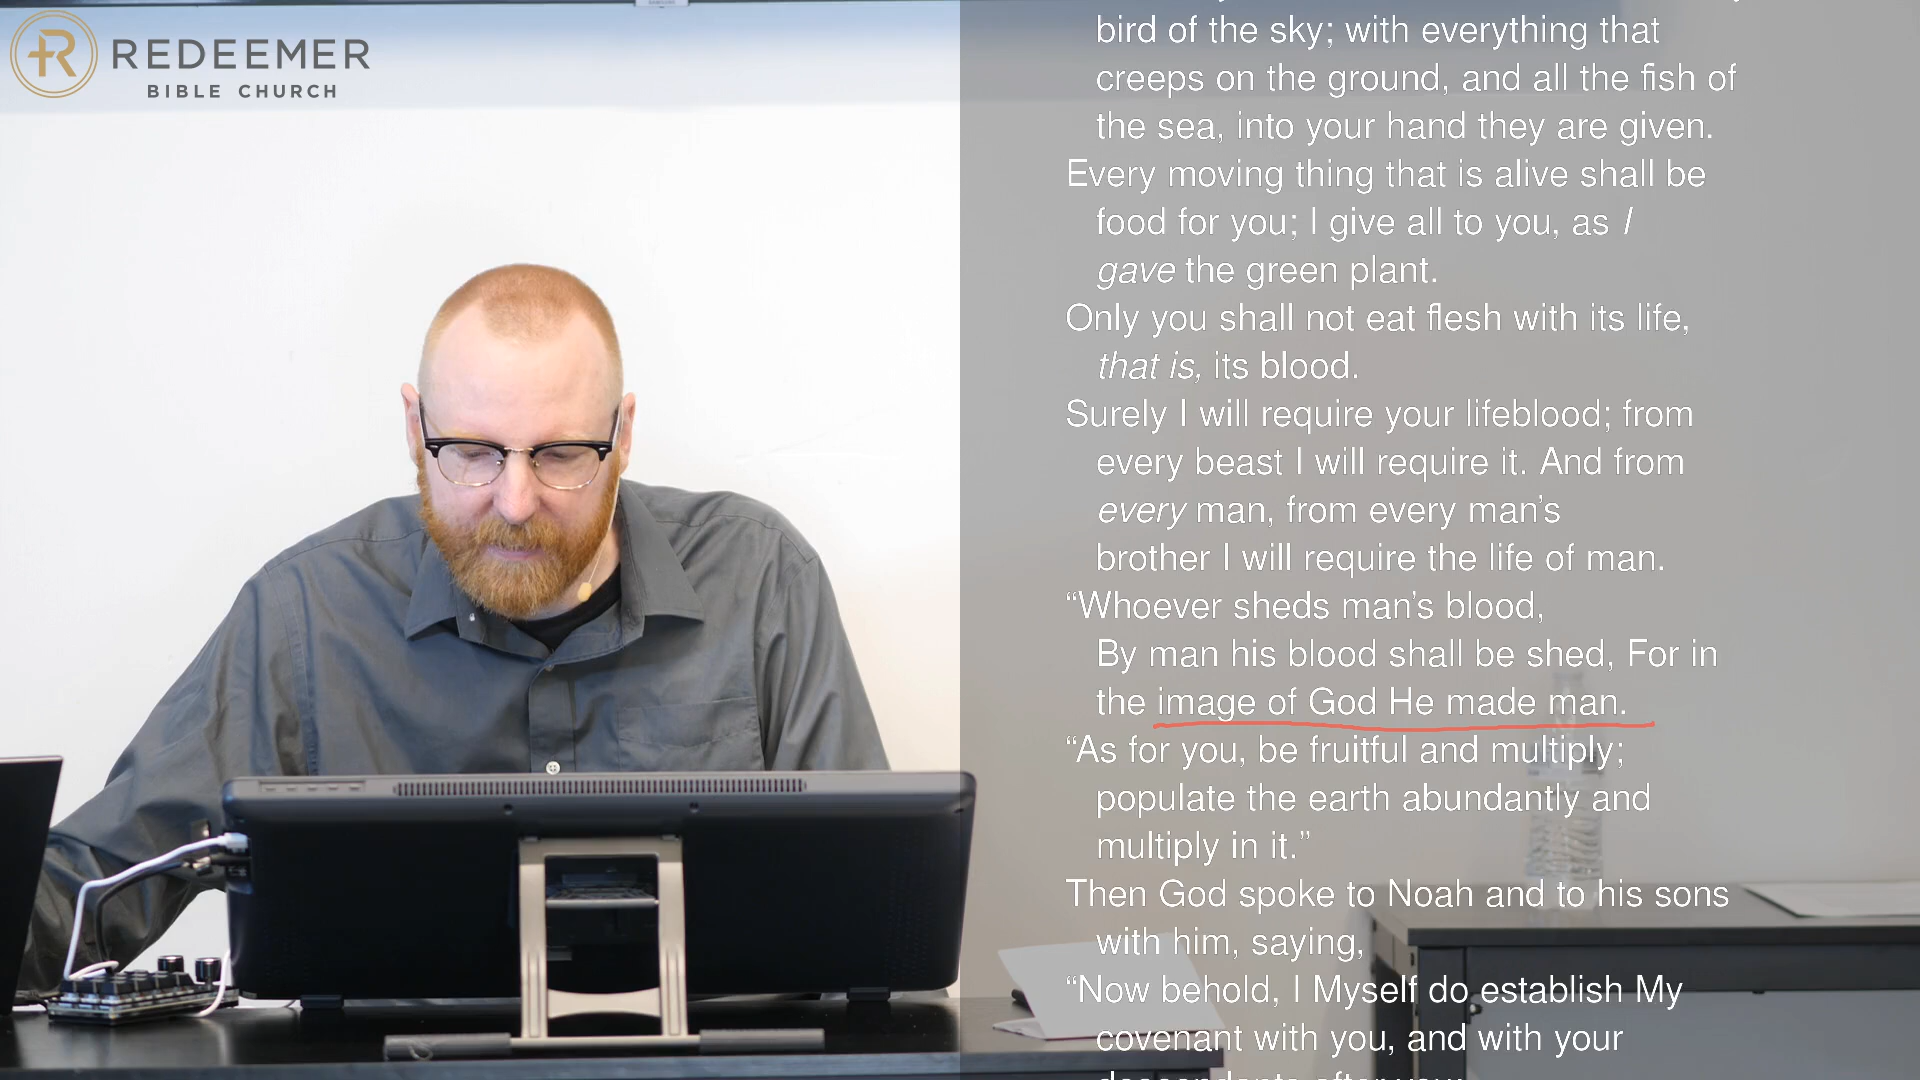 REDEEMER
BIBLE CHURCH
bird of the sky; with everything that
creeps on the ground, and all the fish of
the sea, into your hand they are given.
Every moving thing that is alive shall be
food for you; I give all to you, as I
gave the green plant.
Only you shall not eat flesh with its life,
that is, its blood.
Surely I will require your lifeblood; from
every beast I will require it. And from
every man, from every man’s
brother I will require the life of man.
“Whoever sheds man’s blood,
By man his blood shall be shed, For in
the image of God He made man.
“As for you, be fruitful and multiply;
populate the earth abundantly and
multiply in it.”
Then God spoke to Noah and to his sons
with him, saying,
“Now behold, I Myself do establish My
covenant with you, and with your